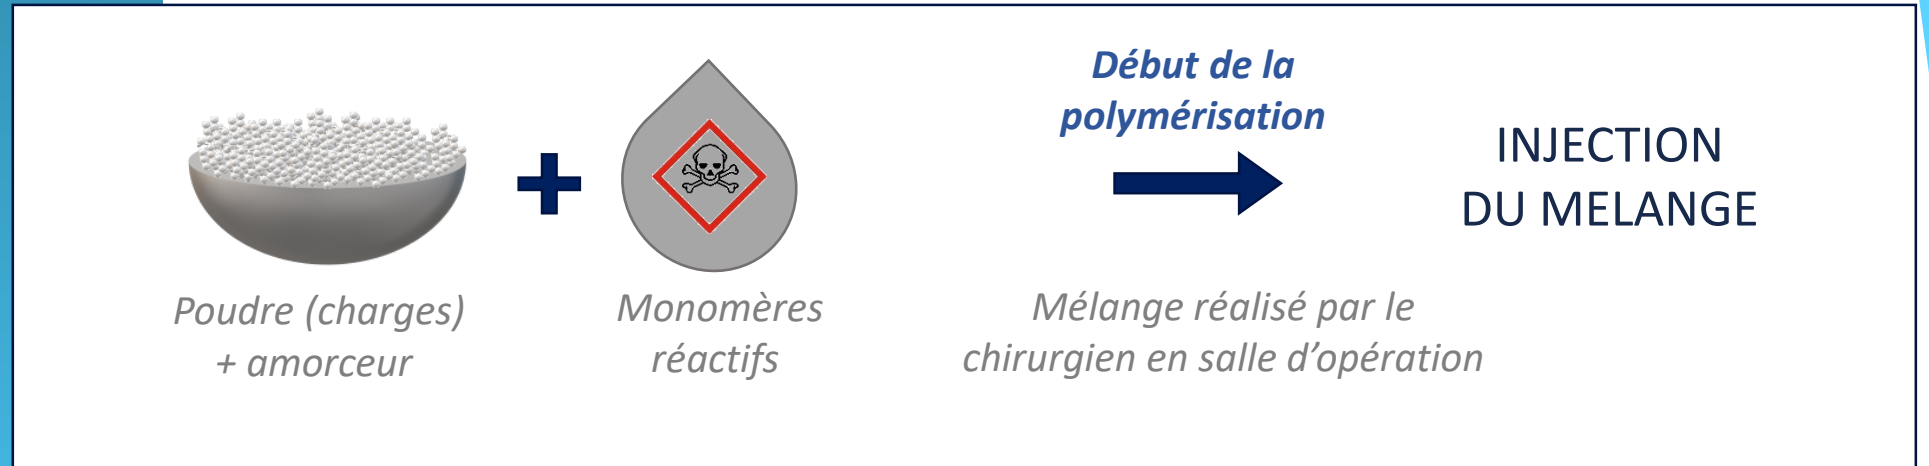 Début de la
polymérisation
INJECTION
DU MELANGE
Poudre (charges)
+ amorceur
Monomères
réactifs
Mélange réalisé par le
chirurgien en salle d’opération